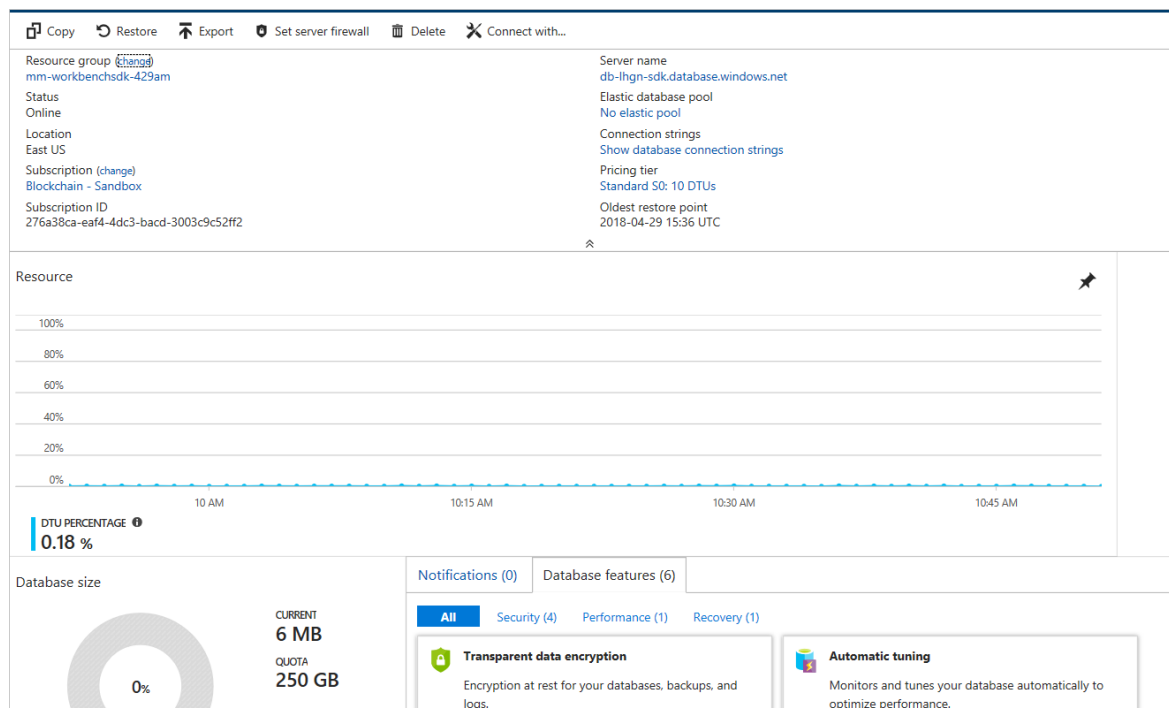 Copy Restore Export Set server firewall Delete Connect with...
Resource group (change)
mm-workbenchsdk-429am
Status
Online
Location
East US
Subscription (change)
Blockchain - Sandbox
Subscription ID
276a38ca-eaf4-4dc3-bacd-3003c9c52ff2
Server name
db-lhgn-sdk.database.windows.net
Elastic database pool
No elastic pool
Connection strings
Show database connection strings
Pricing tier
Standard S0: 10 DTUs
Oldest restore point
2018-04-29 15:36 UTC
Resource
100%
80%
60%
40%
20%
0%
10 AM 10:15 AM 10:30 AM 10:45 AM
DTU PERCENTAGE
0.18 %
Database size
0%
CURRENT
6 MB
QUOTA
250 GB
Notifications (0) Database features (6)
All Security (4) Performance (1) Recovery (1)
Transparent data encryption
Encryption at rest for your databases, backups, and
logs.
Automatic tuning
Monitors and tunes your database automatically to
optimize performance.